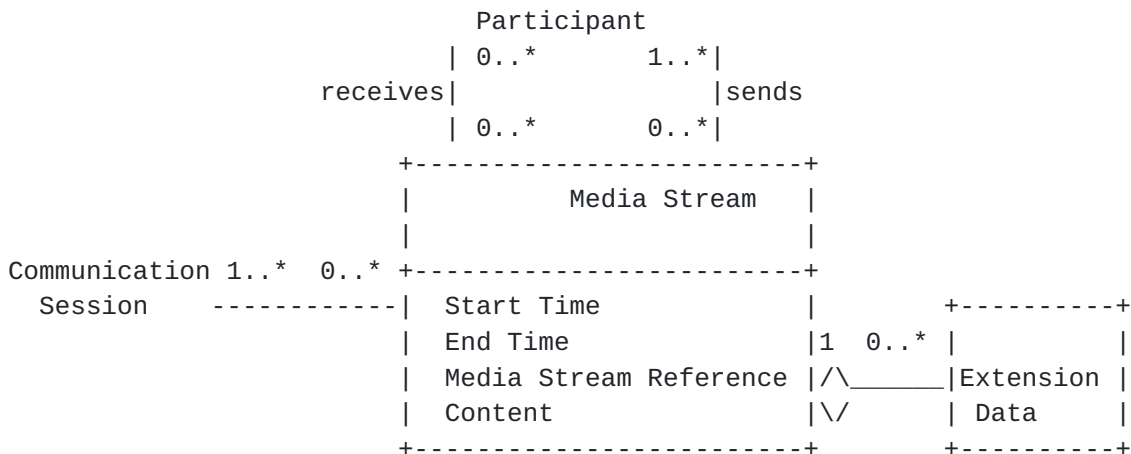 Participant
                            | 0..*       1..*|
                    receives|                |sends
                            | 0..*       0..*|
                         +-------------------------+
                         |          Media Stream   |
                         |                         |
Communication 1..*  0..* +-------------------------+
  Session    ------------|  Start Time             |        +----------+
                         |  End Time               |1  0..* |          |
                         |  Media Stream Reference |/\______|Extension |
                         |  Content                |\/      | Data     |
                         +-------------------------+        +----------+